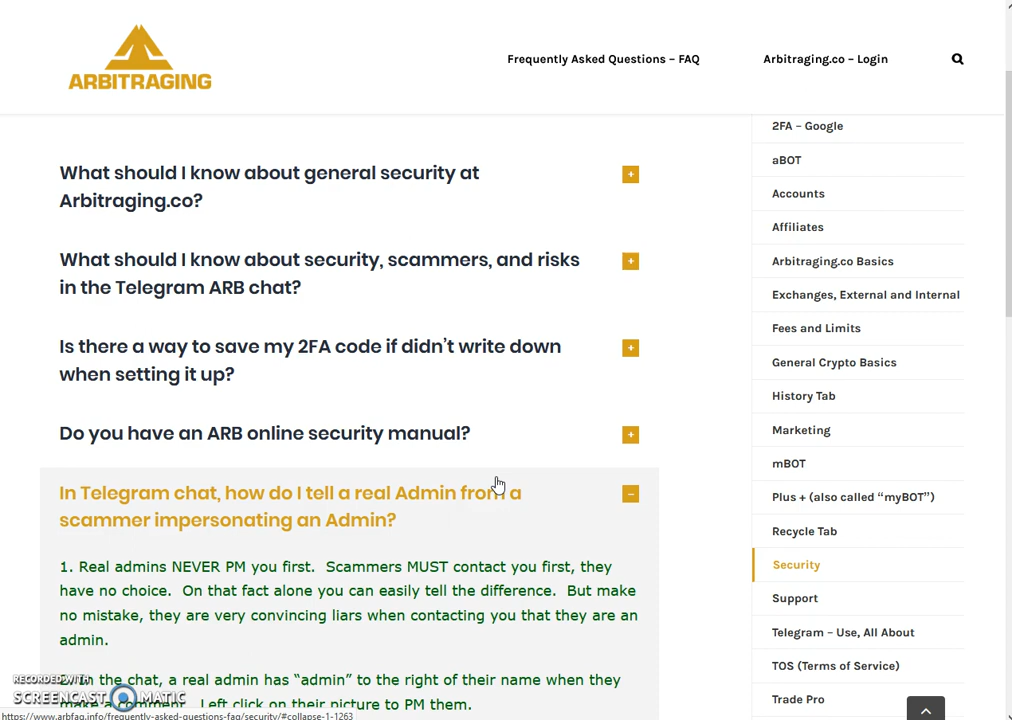 ARBITRAGING
Frequently Asked Questions – FAQ
Arbitraging.co – Login
What should I know about general security at
Arbitraging.co?
+
What should I know about security, scammers, and risks
in the Telegram ARB chat?
+
Is there a way to save my 2FA code if didn't write down
when setting it up?
+
Do you have an ARB online security manual?
+
In Telegram chat, how do I tell a real Admin from a
scammer impersonating an Admin?
–
1. Real admins NEVER PM you first. Scammers MUST contact you first, they
have no choice. On that fact alone you can easily tell the difference. But make
no mistake, they are very convincing liars when contacting you that they are an
admin.
2. In the chat, a real admin has “admin” to the right of their name when they
make a comment. Left click on their picture to PM them.
2FA – Google
aBOT
Accounts
Affiliates
Arbitraging.co Basics
Exchanges, External and Internal
Fees and Limits
General Crypto Basics
History Tab
Marketing
mBOT
Plus + (also called “myBOT”)
Recycle Tab
Security
Support
Telegram – Use, All About
TOS (Terms of Service)
Trade Pro
RECORDED WITH
SCREENCAST MATIC
https://www.arbfaq.info/frequently-asked-questions-faq/security/#collapse-1-1263